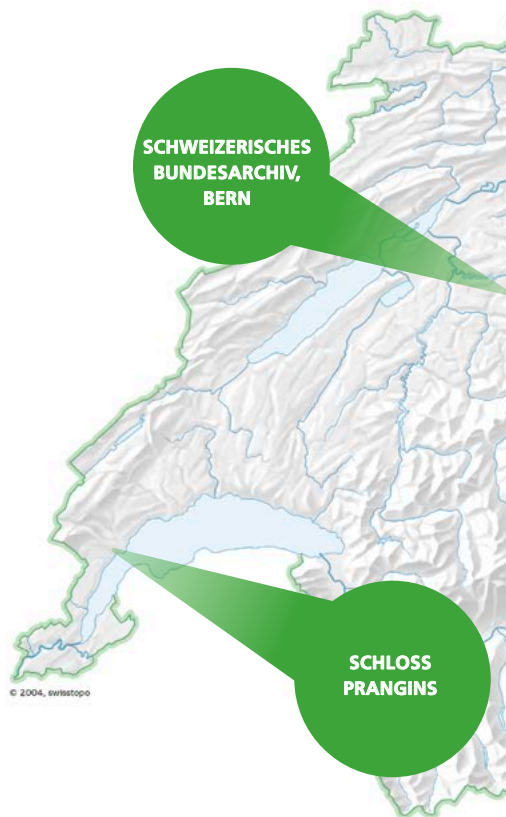 SCHWEIZERISCHES
BUNDESARCHIV,
BERN
SCHLOSS
PRANGINS
© 2004, swisstopo